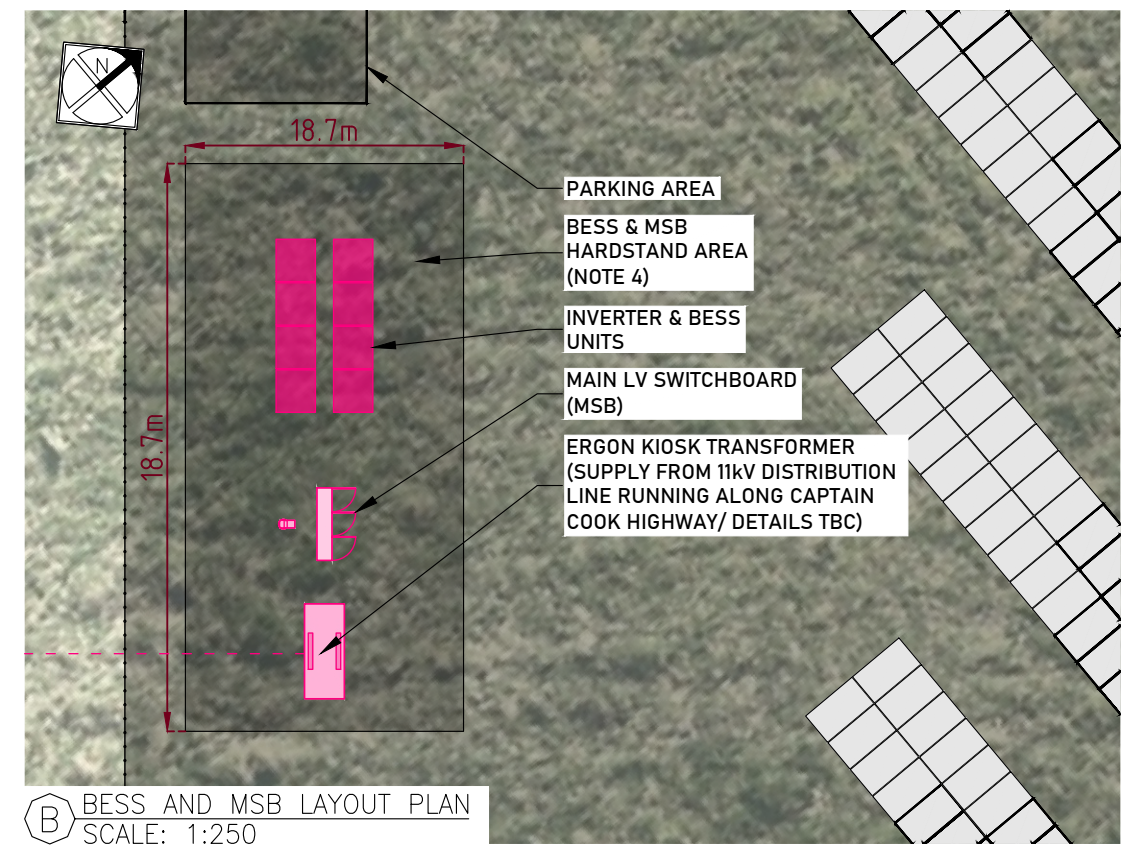 N
18.7m
PARKING AREA
BESS & MSB
HARDSTAND AREA
(NOTE 4)
INVERTER & BESS
UNITS
MAIN LV SWITCHBOARD
(MSB)
18.7m
ERGON KIOSK TRANSFORMER
(SUPPLY FROM 11kV DISTRIBUTION
LINE RUNNING ALONG CAPTAIN
COOK HIGHWAY/ DETAILS TBC)
B
BESS AND MSB LAYOUT PLAN
SCALE: 1:250